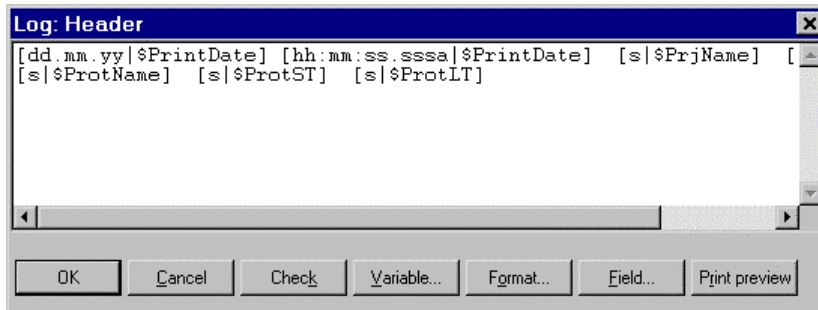 Log: Header
[dd.mm.yy|$PrintDate] [hh:mm:ss.sssa|$PrintDate]  [s|$PrjName]  [
[s|$ProtName]  [s|$ProtST]  [s|$ProtLT]
OK Cancel Check Variable... Format... Field... Print preview